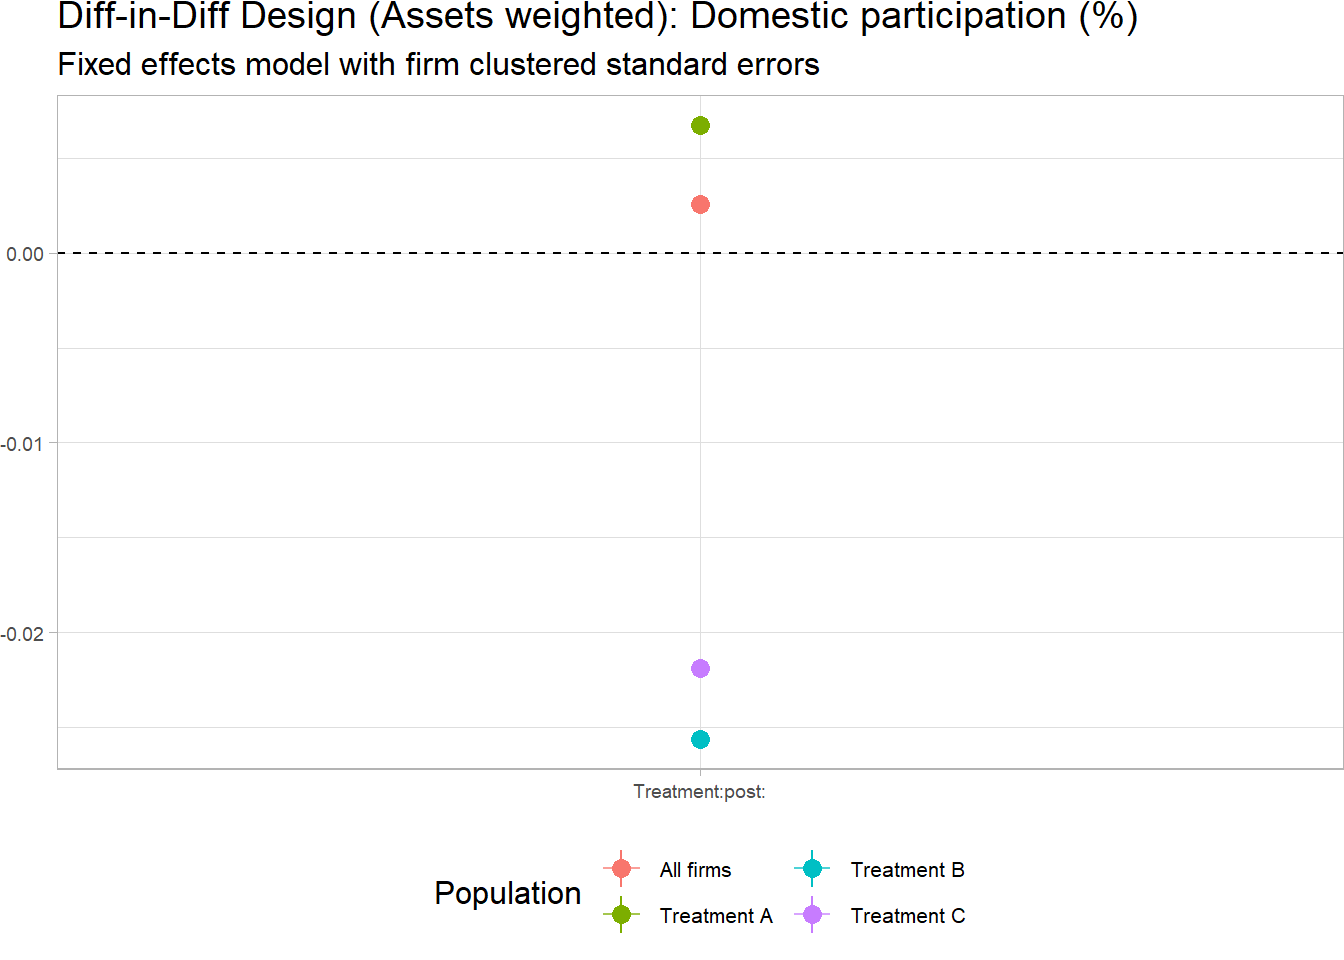 Diff-in-Diff Design (Assets weighted): Domestic participation (%)
Fixed effects model with firm clustered standard errors
0.00
-0.01
-0.02
Treatment:post:
Population
All firms
Treatment A
Treatment B
Treatment C